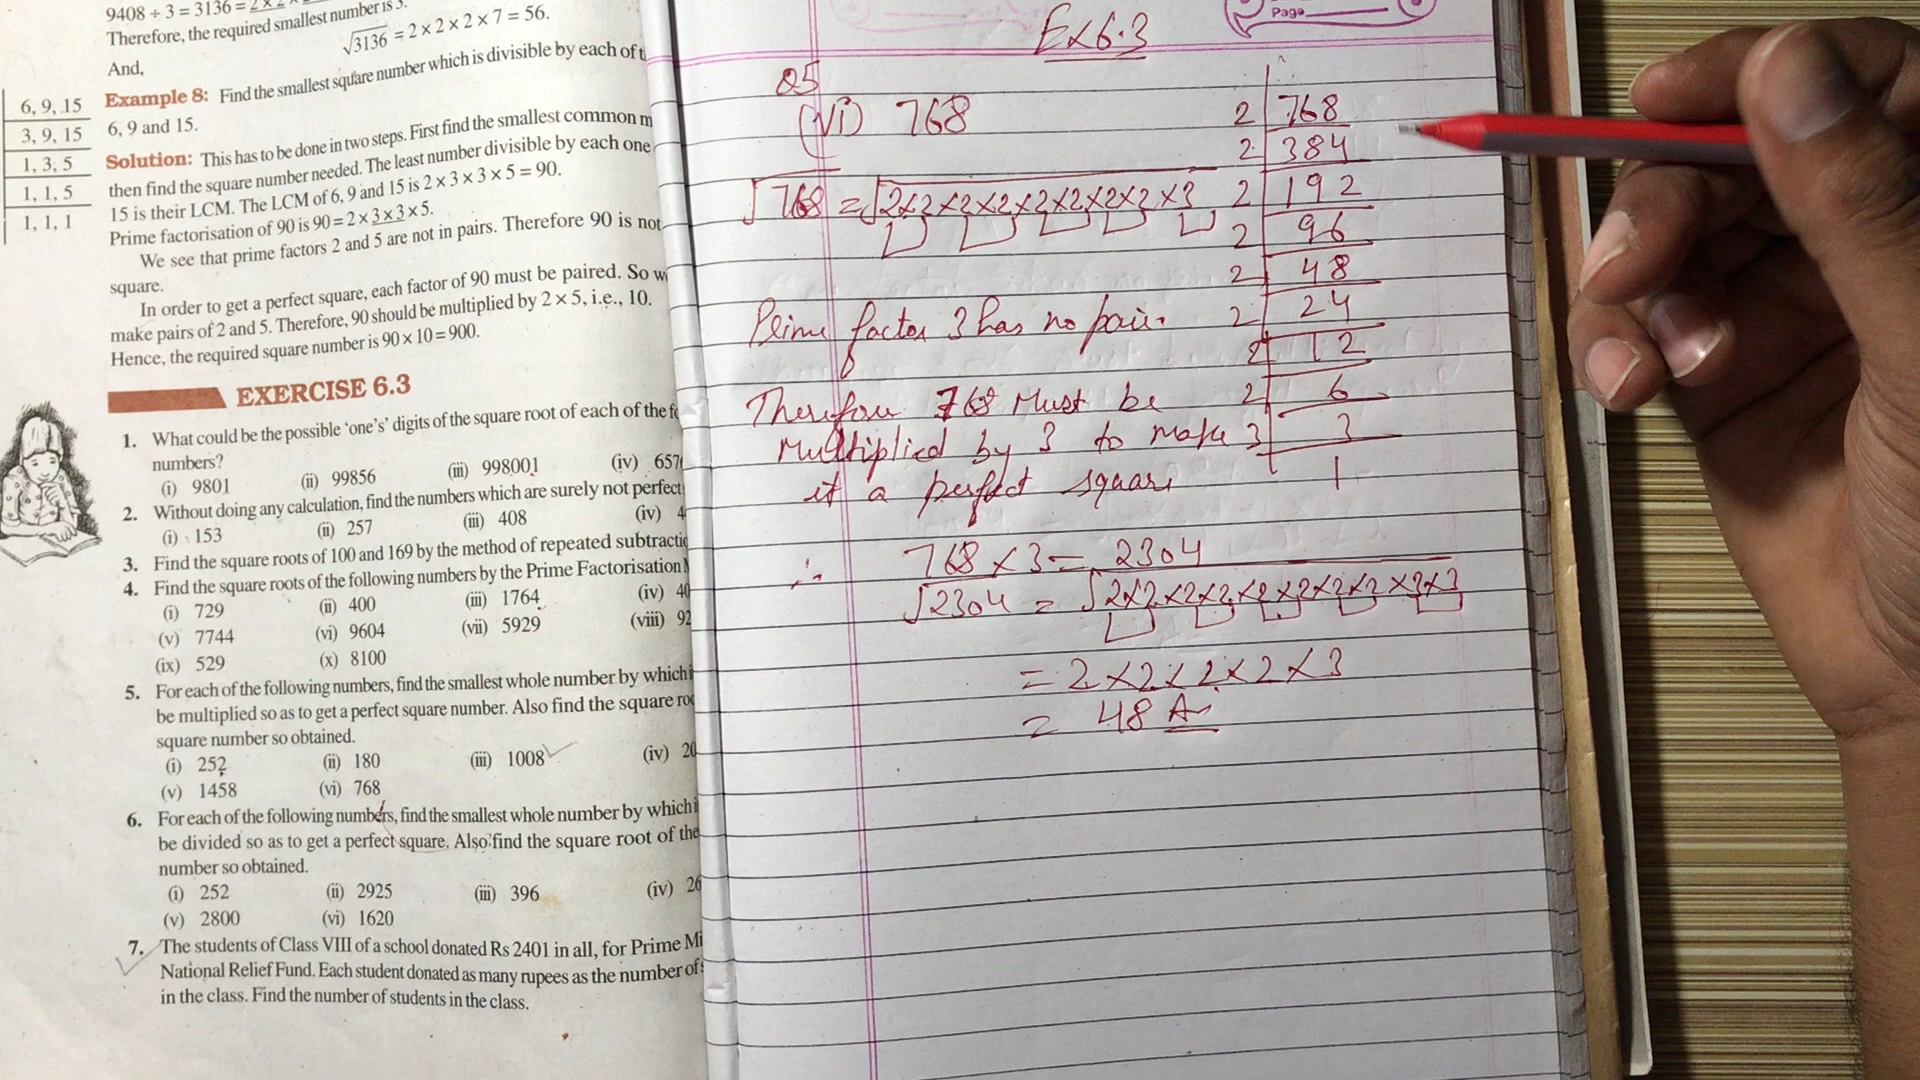 9408 ÷ 3 = 3136 = 2 × 2 ×
Therefore, the required smallest number is 3.
And,
√3136 = 2 × 2 × 2 × 7 = 56.
Example 8: Find the smallest square number which is divisible by each of t
6, 9 and 15.
6, 9, 15
3, 9, 15
1, 3, 5
1, 1, 5
1, 1, 1
Solution: This has to be done in two steps. First find the smallest common m
then find the square number needed. The least number divisible by each one
15 is their LCM. The LCM of 6, 9 and 15 is 2 × 3 × 3 × 5 = 90.
Prime factorisation of 90 is 90 = 2 × 3 × 3 × 5.
We see that prime factors 2 and 5 are not in pairs. Therefore 90 is not
square.
In order to get a perfect square, each factor of 90 must be paired. So w
make pairs of 2 and 5. Therefore, 90 should be multiplied by 2 × 5, i.e., 10.
Hence, the required square number is 90 × 10 = 900.
EXERCISE 6.3
1. What could be the possible 'one's' digits of the square root of each of the f
numbers?
(i) 9801 (ii) 99856 (iii) 998001 (iv) 657
2. Without doing any calculation, find the numbers which are surely not perfect
(i) 153 (ii) 257 (iii) 408 (iv) 4
3. Find the square roots of 100 and 169 by the method of repeated subtractio
4. Find the square roots of the following numbers by the Prime Factorisation M
(i) 729 (ii) 400 (iii) 1764 (iv) 40
(v) 7744 (vi) 9604 (vii) 5929 (viii) 92
(ix) 529 (x) 8100
5. For each of the following numbers, find the smallest whole number by which i
be multiplied so as to get a perfect square number. Also find the square roo
square number so obtained.
(i) 252 (ii) 180 (iii) 1008 (iv) 20
(v) 1458 (vi) 768
6. For each of the following numbers, find the smallest whole number by which i
be divided so as to get a perfect square. Also find the square root of the
number so obtained.
(i) 252 (ii) 2925 (iii) 396 (iv) 26
(v) 2800 (vi) 1620
7. The students of Class VIII of a school donated Rs 2401 in all, for Prime Mi
National Relief Fund. Each student donated as many rupees as the number of s
in the class. Find the number of students in the class.
Page
Ex 6.3
Q5
(vi) 768
√768 = √2×2×2×2×2×2×2×2×3
Prime factor 3 has no pair.
Therefore 768 Must be
Multiplied by 3 to make
it a perfect square
∴ 768 × 3 = 2304
√2304 = √2×2×2×2×2×2×2×2×3×3
= 2×2×2×2×3
= 48 An
2 768
2 384
2 192
2 96
2 48
2 24
2 12
2 6
3 3
1